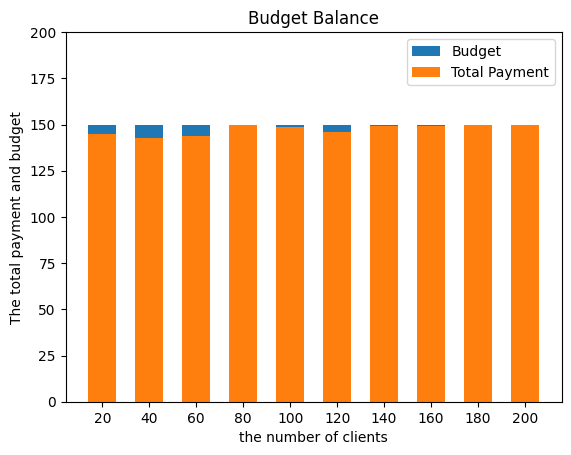 Budget Balance
Budget
Total Payment
The total payment and budget
200
175
150
125
100
75
50
25
0
20 40 60 80 100 120 140 160 180 200
the number of clients